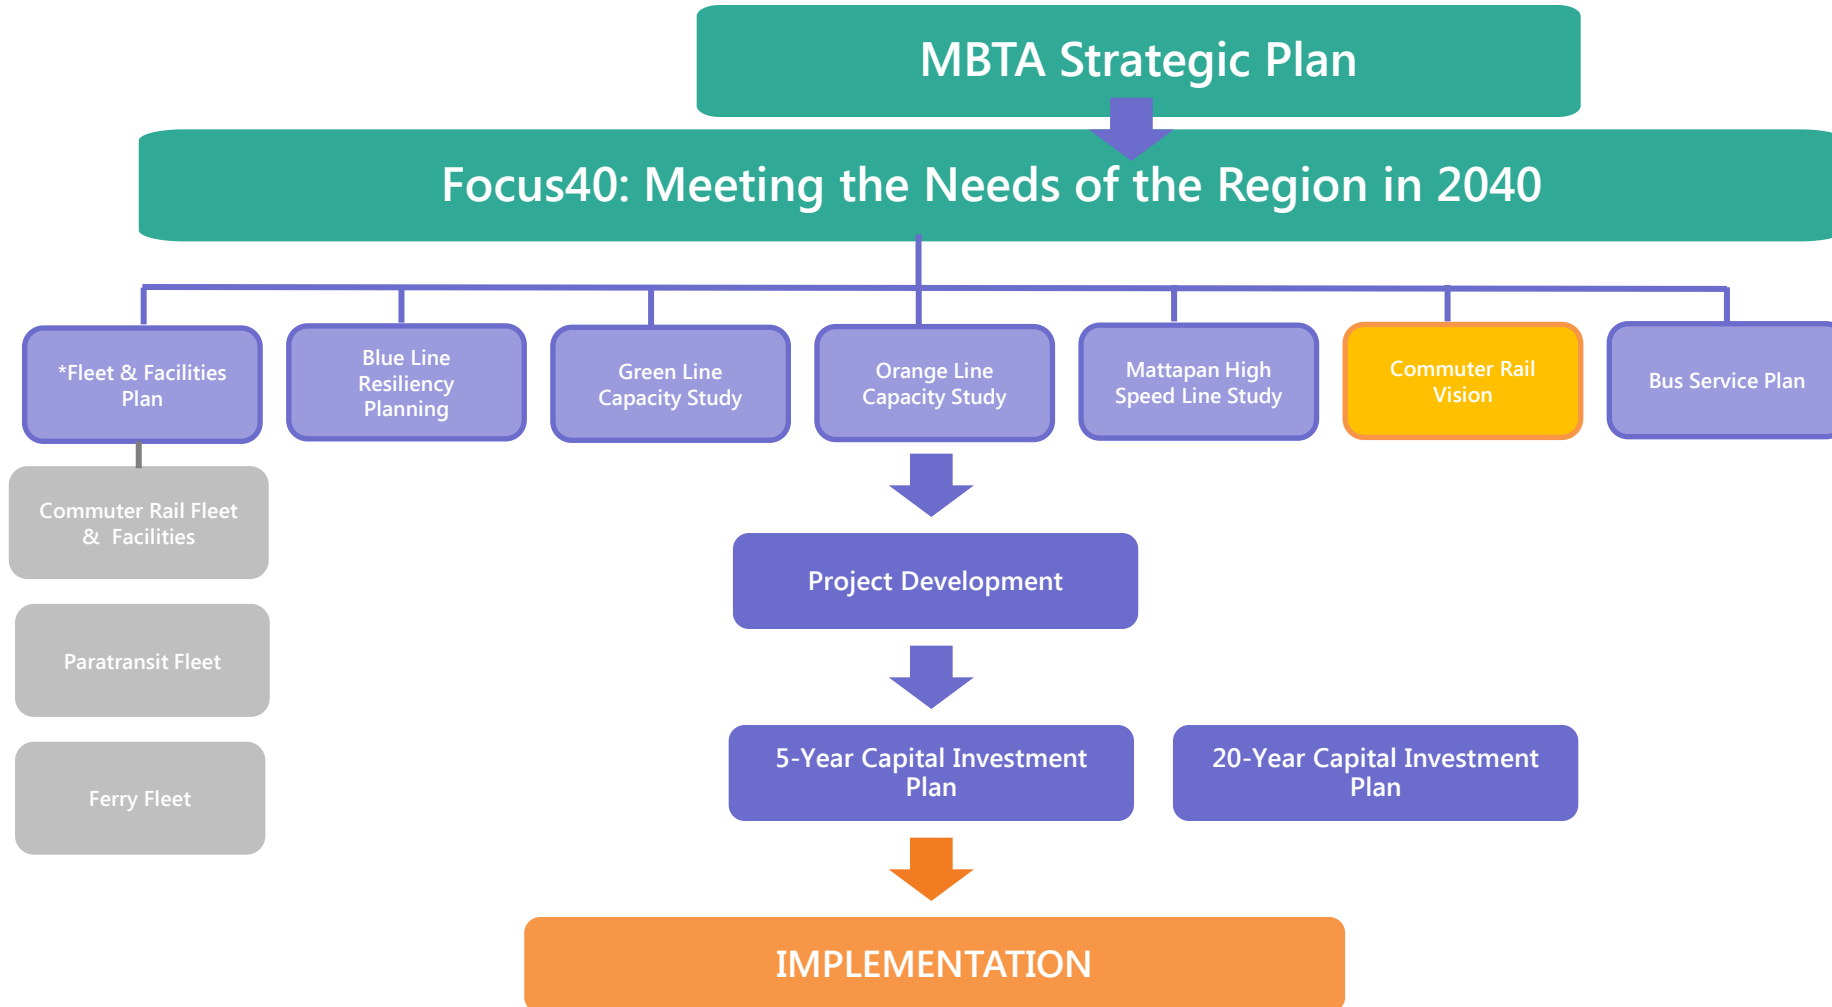 MBTA Strategic Plan
Focus40: Meeting the Needs of the Region in 2040
*Fleet & Facilities
Plan
Blue Line
Resiliency
Planning
Green Line
Capacity Study
Orange Line
Capacity Study
Mattapan High
Speed Line Study
Commuter Rail
Vision
Bus Service Plan
Commuter Rail Fleet
& Facilities
Paratransit Fleet
Ferry Fleet
Project Development
5-Year Capital Investment
Plan
20-Year Capital Investment
Plan
IMPLEMENTATION